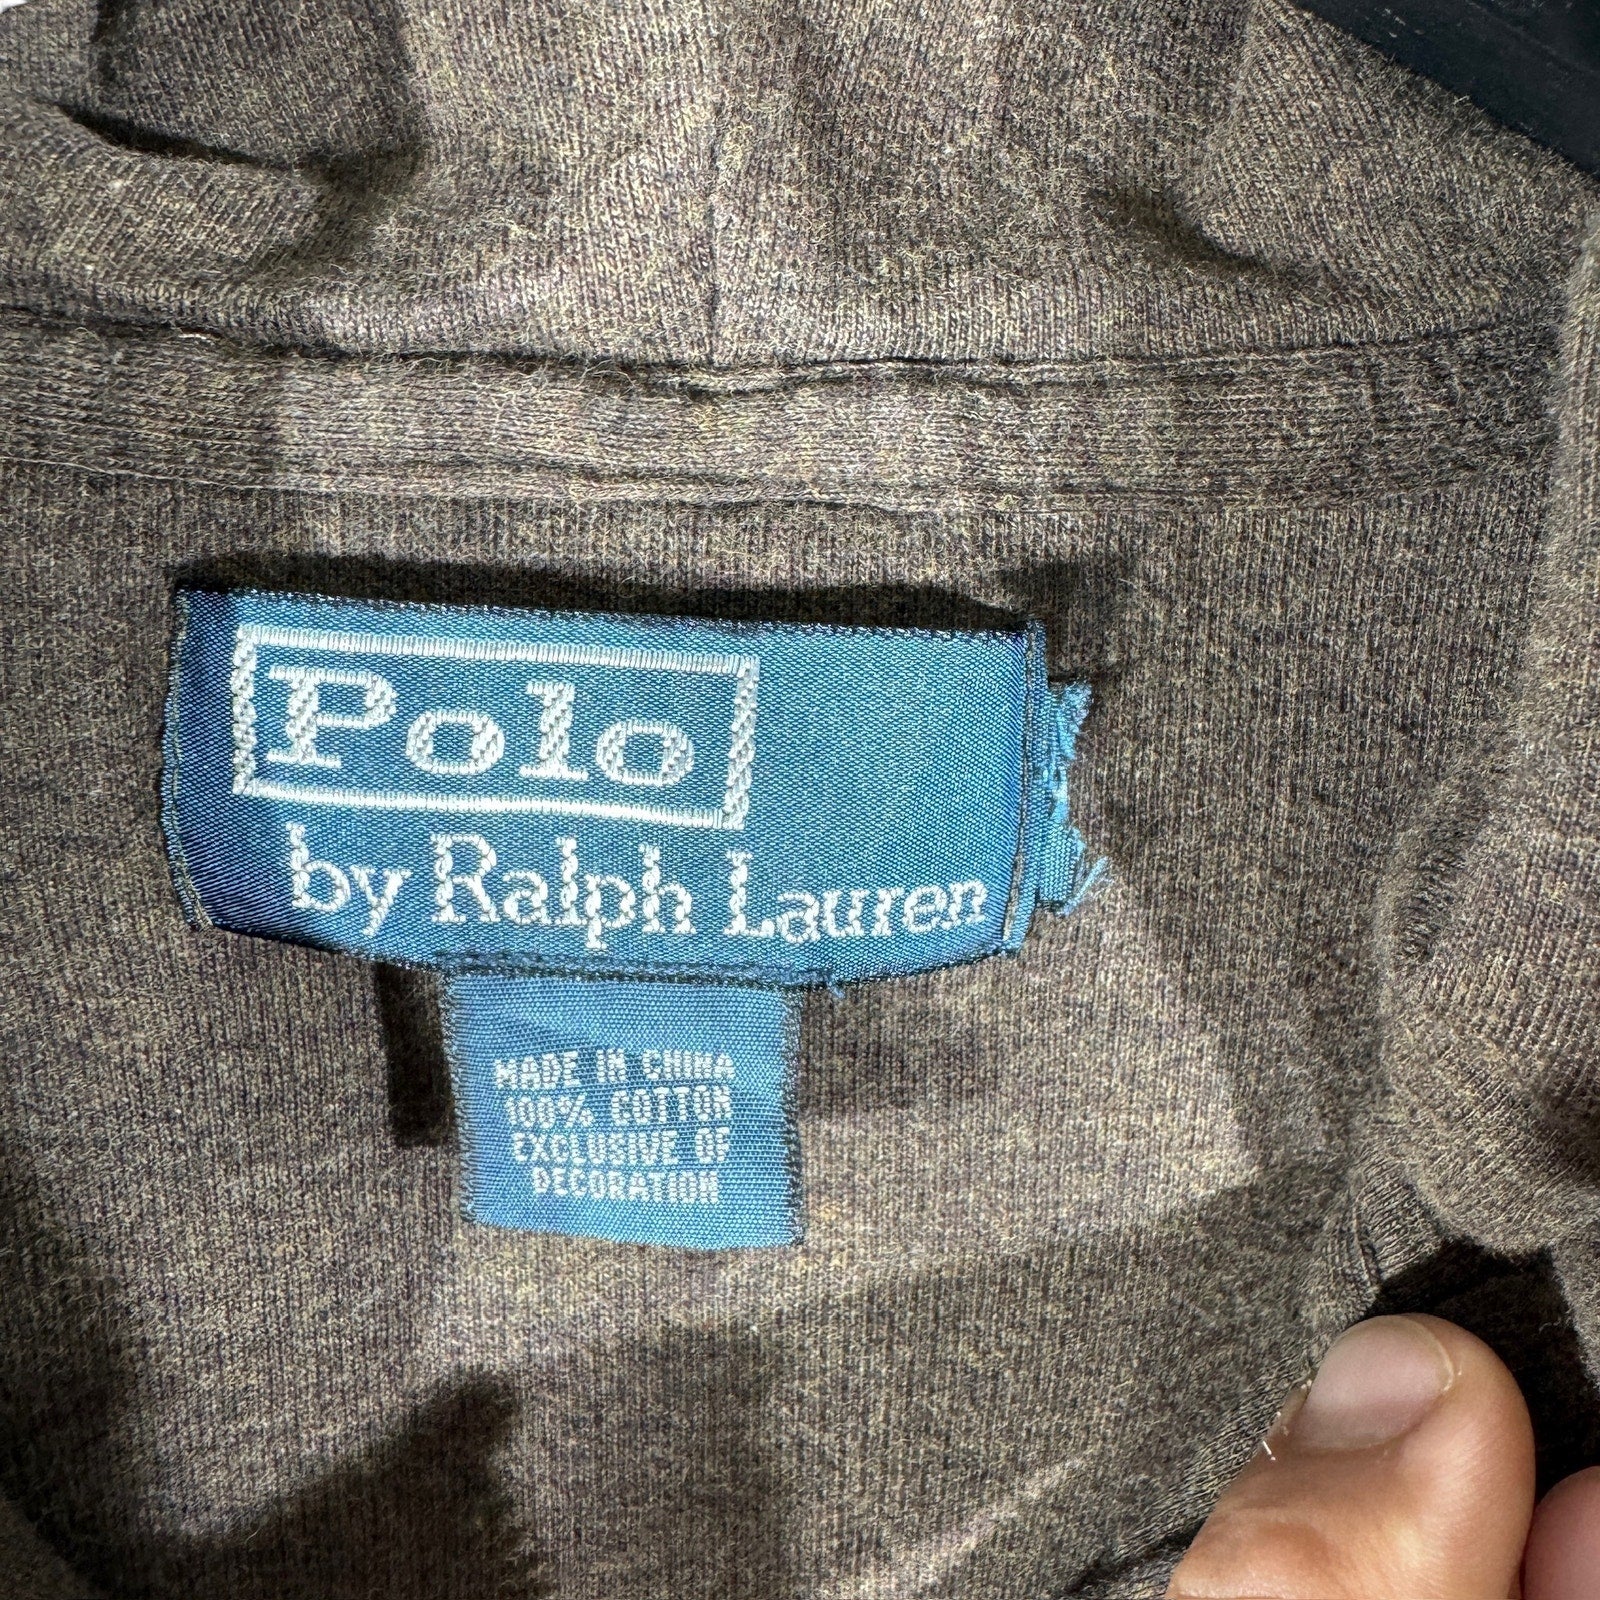 Polo
by Ralph Lauren
MADE IN CHINA
100% COTTON
EXCLUSIVE OF
DECORATION